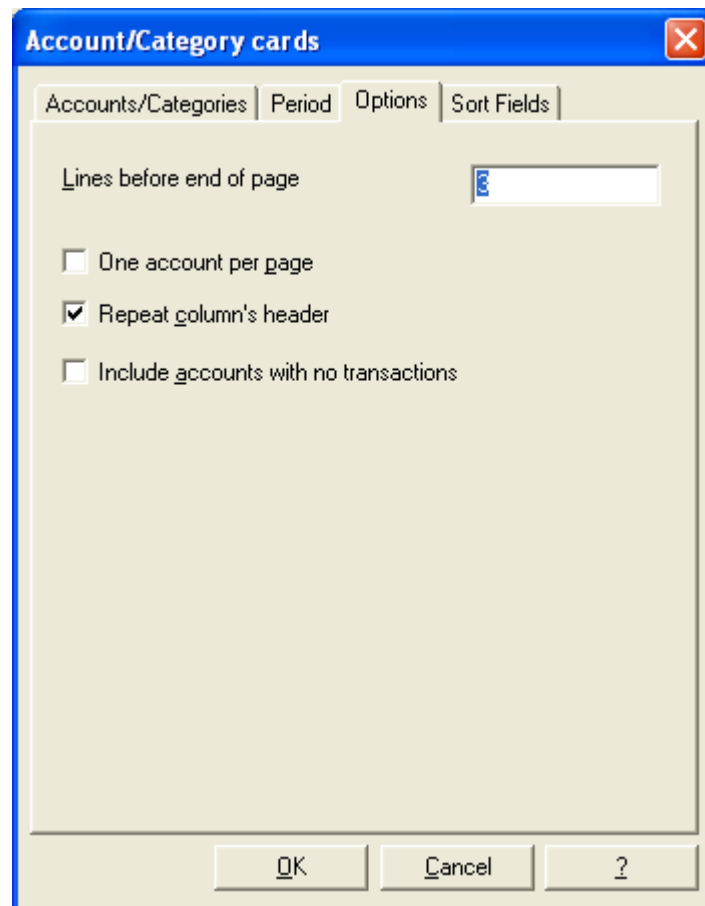 Account/Category cards
Accounts/Categories Period Options Sort Fields
Lines before end of page 3
One account per page
Repeat column's header
Include accounts with no transactions
OK Cancel ?